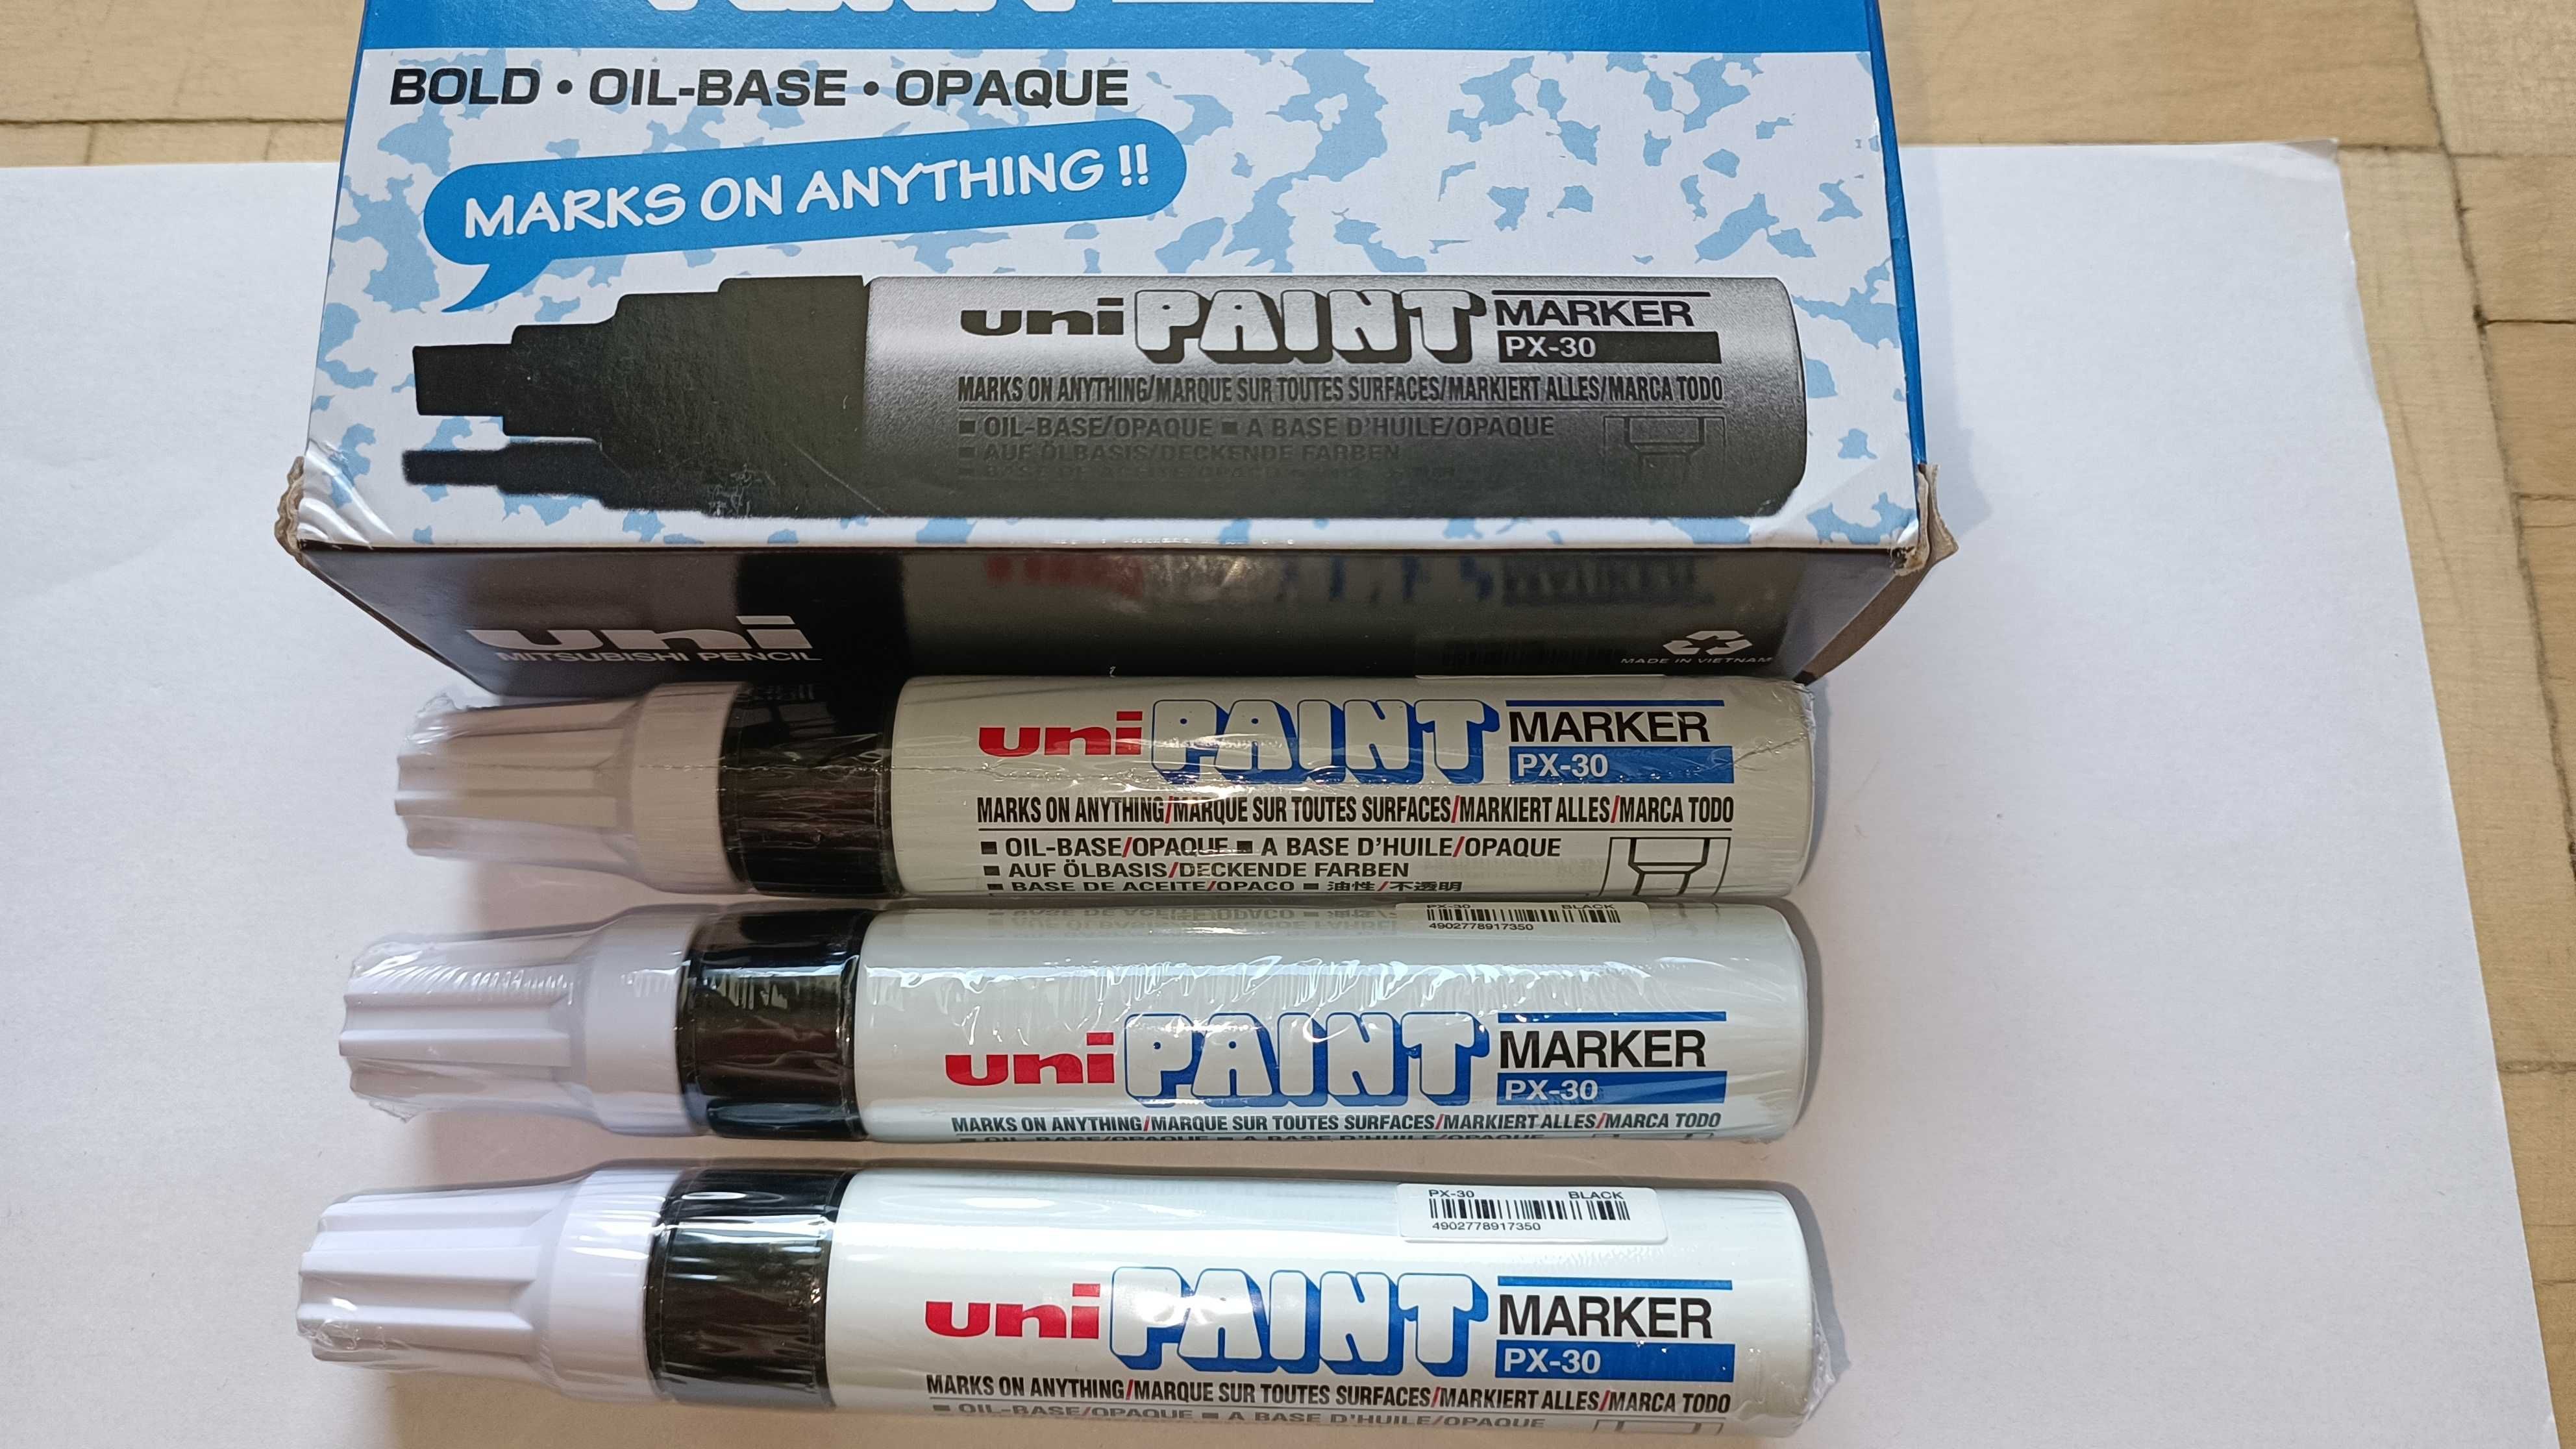 BOLD • OIL-BASE • OPAQUE
MARKS ON ANYTHING !!
uni PAINT MARKER
PX-30
MARKS ON ANYTHING/MARQUE SUR TOUTES SURFACES/MARKIERT ALLES/MARCA TODO
■ OIL-BASE/OPAQUE ■ A BASE D'HUILE/OPAQUE
■ AUF ÖLBASIS/DECKENDE FARBEN
uni
MITSUBISHI PENCIL
MADE IN VIETNAM
uni PAINT MARKER
PX-30
MARKS ON ANYTHING/MARQUE SUR TOUTES SURFACES/MARKIERT ALLES/MARCA TODO
■ OIL-BASE/OPAQUE ■ A BASE D'HUILE/OPAQUE
■ AUF ÖLBASIS/DECKENDE FARBEN
■ BASE DE ACEITE/OPACO ■ 油性/不透明
PX-30 BLACK
4902778917350
uni PAINT MARKER
PX-30
MARKS ON ANYTHING/MARQUE SUR TOUTES SURFACES/MARKIERT ALLES/MARCA TODO
■ OIL-BASE/OPAQUE ■ A BASE D'HUILE/OPAQUE
PX-30 BLACK
4902778917350
uni PAINT MARKER
PX-30
MARKS ON ANYTHING/MARQUE SUR TOUTES SURFACES/MARKIERT ALLES/MARCA TODO
■ OIL-BASE/OPAQUE ■ A BASE D'HUILE/OPAQUE